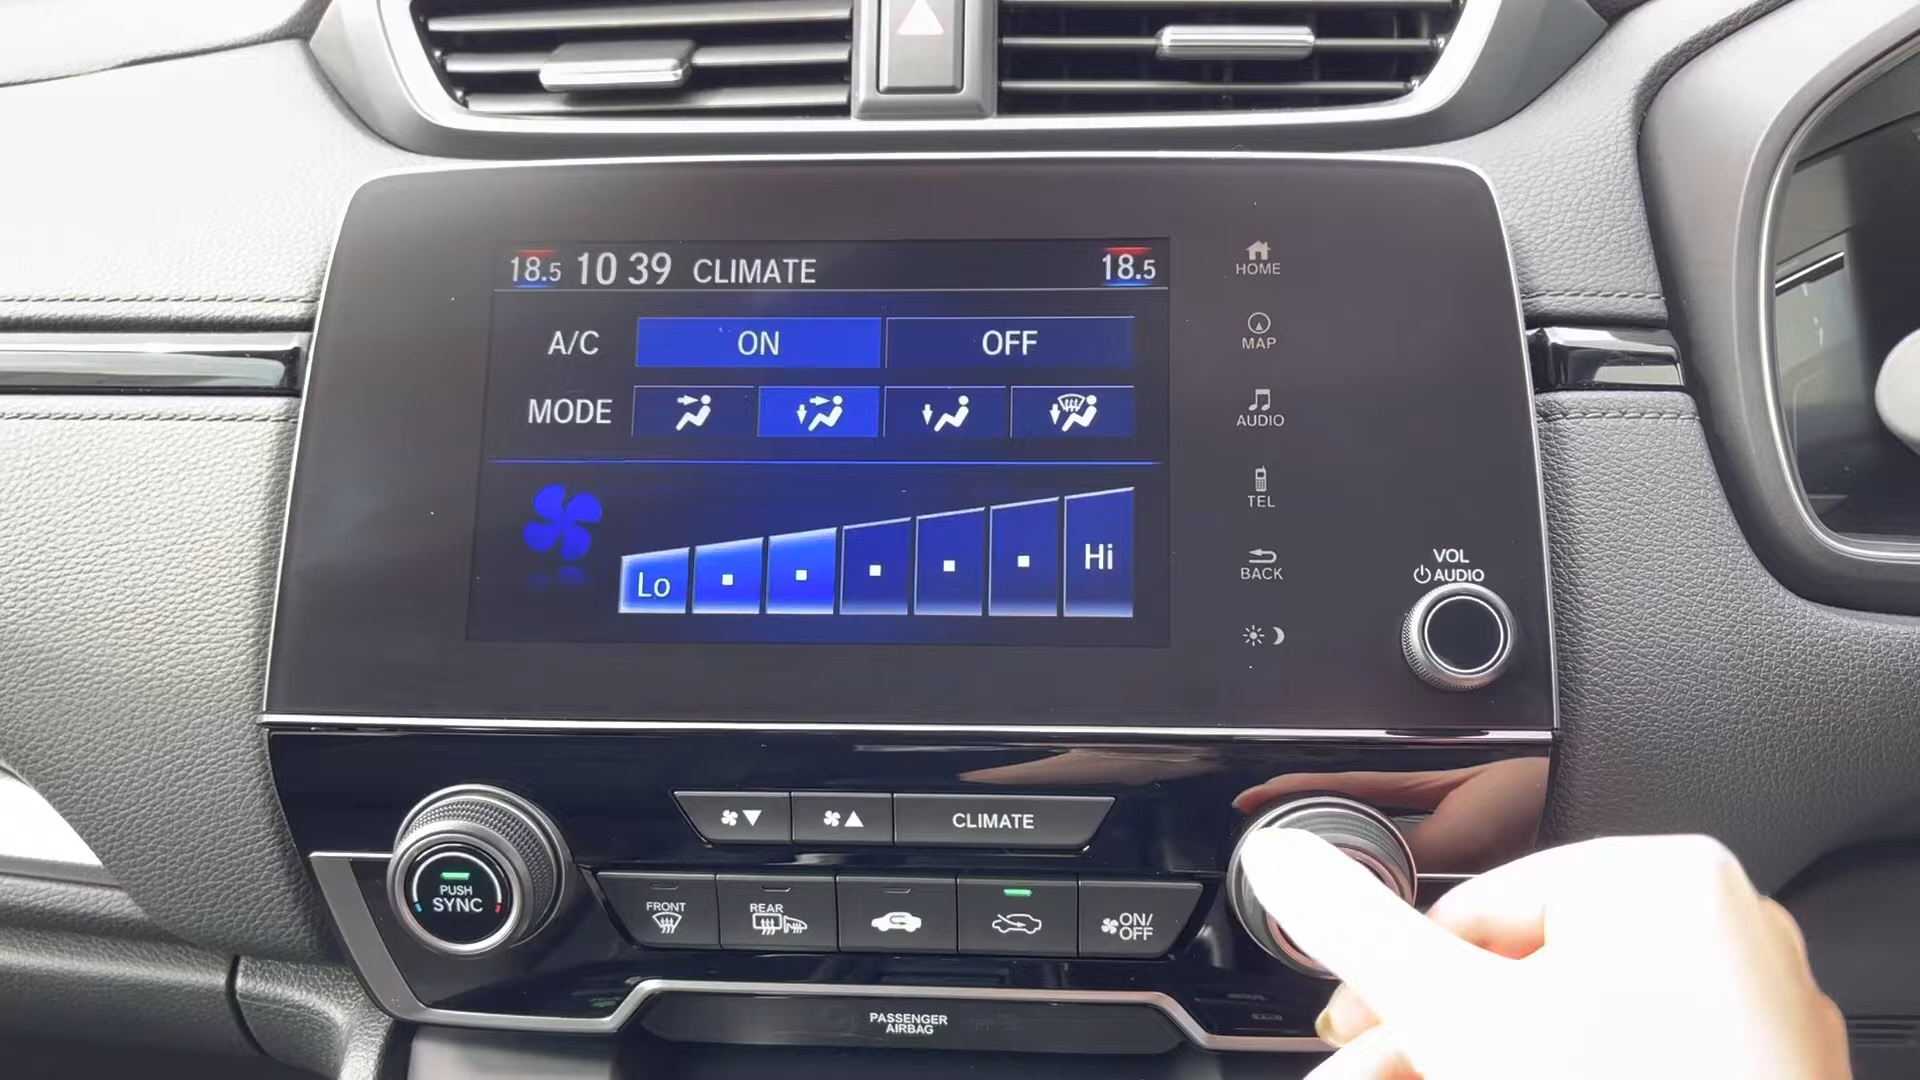 18.5 10 39 CLIMATE 18.5
A/C ON OFF
MODE
Lo Hi
HOME
MAP
AUDIO
TEL
BACK
VOL
AUDIO
CLIMATE
PUSH
SYNC
FRONT
REAR
ON/
OFF
PASSENGER
AIRBAG